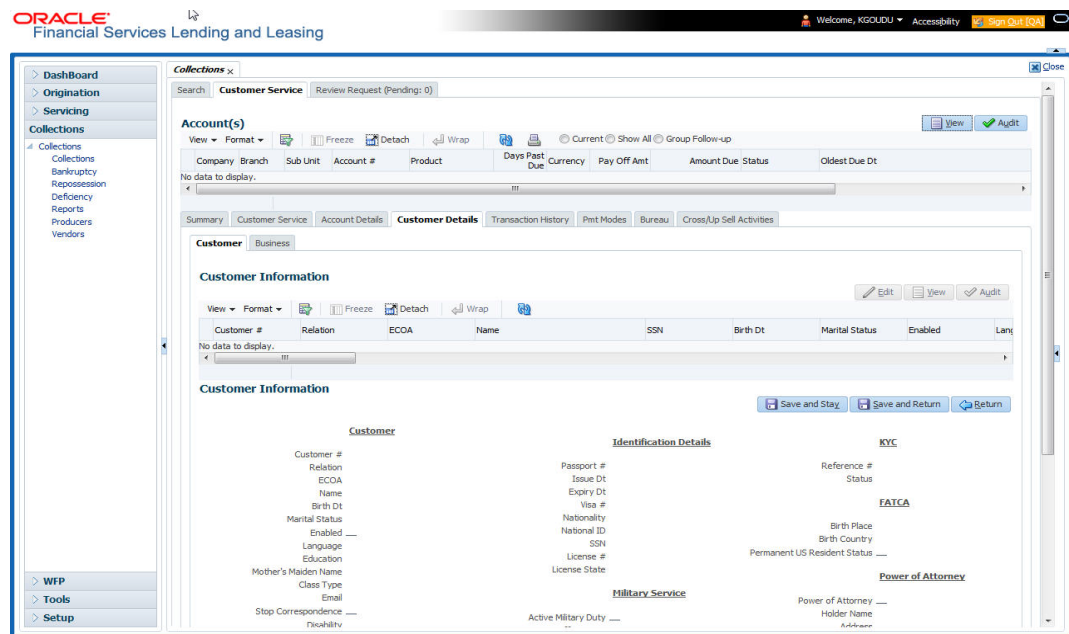 ORACLE
Financial Services Lending and Leasing
Welcome, KGOUDU Accessibility Sign Out [QA]
Close
DashBoard
Origination
Servicing
Collections
Collections
Collections
Bankruptcy
Repossession
Deficiency
Reports
Producers
Vendors
WFP
Tools
Setup
Collections x
Search Customer Service Review Request (Pending: 0)
Account(s)
View Audit
View Format Freeze Detach Wrap Current Show All Group Follow-up
Company Branch Sub Unit Account # Product Days Past Due Currency Pay Off Amt Amount Due Status Oldest Due Dt
No data to display.
Summary Customer Service Account Details Customer Details Transaction History Pmt Modes Bureau Cross/Up Sell Activities
Customer Business
Customer Information
Edit View Audit
View Format Freeze Detach Wrap
Customer # Relation ECOA Name SSN Birth Dt Marital Status Enabled Lang
No data to display.
Customer Information
Save and Stay Save and Return Return
Customer
Customer #
Relation
ECOA
Name
Birth Dt
Marital Status
Enabled
Language
Education
Mother's Maiden Name
Class Type
Email
Stop Correspondence
Disability
Identification Details
Passport #
Issue Dt
Expiry Dt
Visa #
Nationality
National ID
SSN
License #
License State
Military Service
Active Military Duty
KYC
Reference #
Status
FATCA
Birth Place
Birth Country
Permanent US Resident Status
Power of Attorney
Power of Attorney
Holder Name
Address